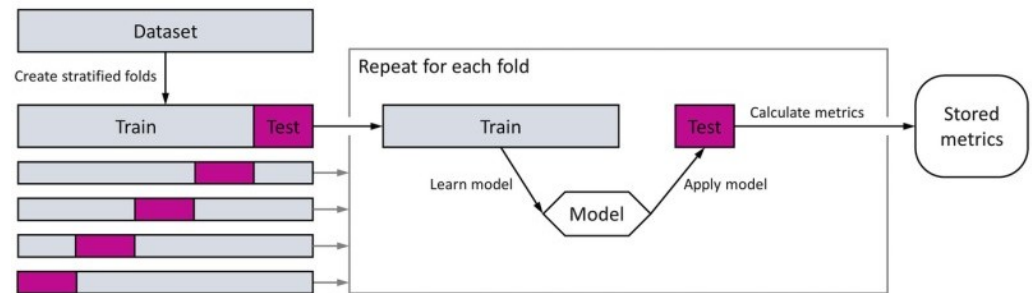 Dataset
Create stratified folds
Repeat for each fold
Train
Test
Train
Test
Calculate metrics
Stored
metrics
Learn model
Apply model
Model